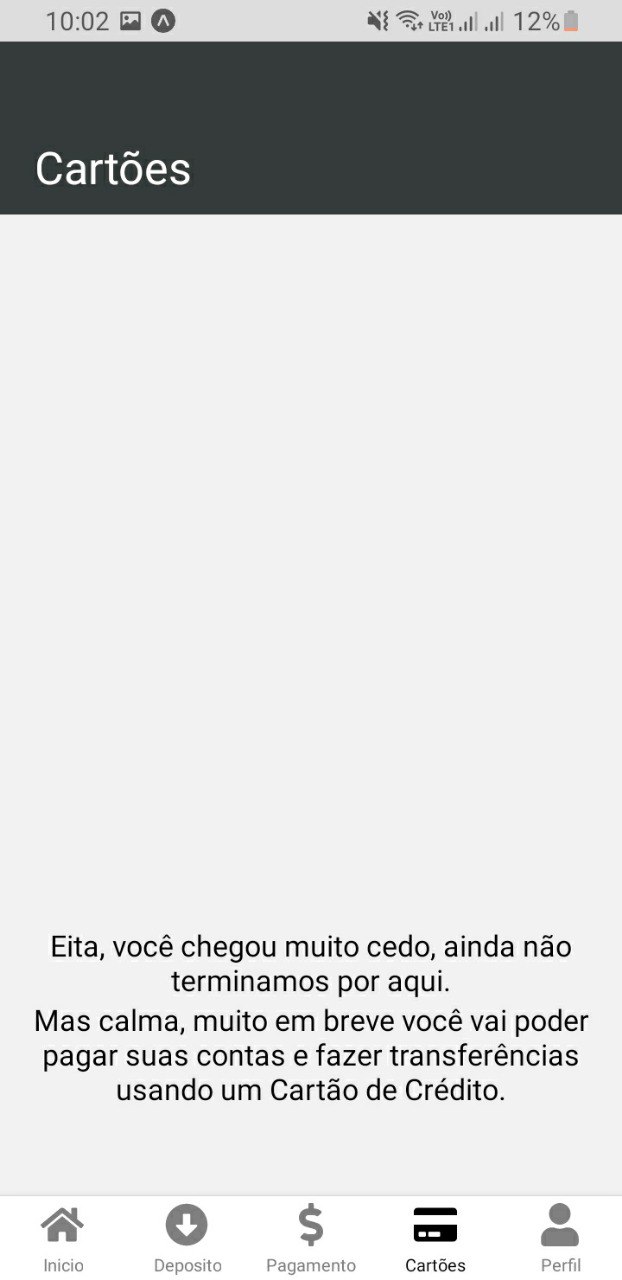 10:02 Vo)) LTE1 12%
Cartões
Eita, você chegou muito cedo, ainda não
terminamos por aqui.
Mas calma, muito em breve você vai poder
pagar suas contas e fazer transferências
usando um Cartão de Crédito.
Inicio Deposito Pagamento Cartões Perfil